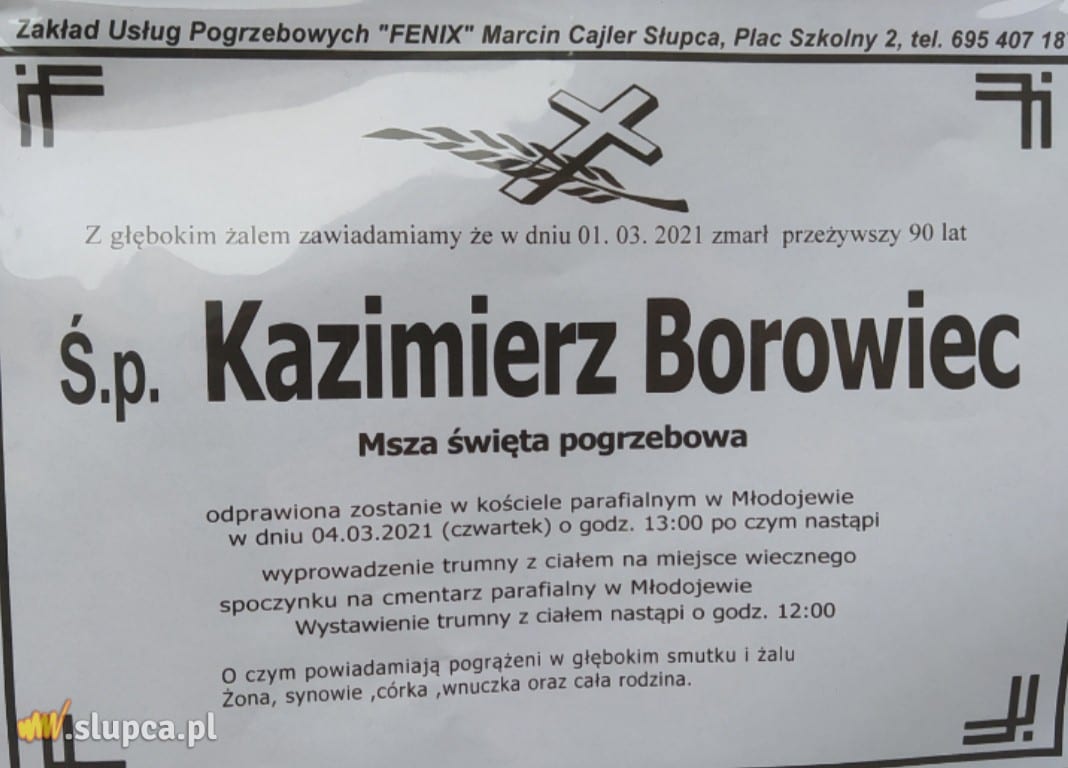 Zakład Usług Pogrzebowych "FENIX" Marcin Cajler Słupca, Plac Szkolny 2, tel. 695 407 18
Z głębokim żalem zawiadamiamy że w dniu 01. 03. 2021 zmarł przeżywszy 90 lat
Ś.p. Kazimierz Borowiec
Msza święta pogrzebowa
odprawiona zostanie w kościele parafialnym w Młodojewie
w dniu 04.03.2021 (czwartek) o godz. 13:00 po czym nastąpi
wyprowadzenie trumny z ciałem na miejsce wiecznego
spoczynku na cmentarz parafialny w Młodojewie
Wystawienie trumny z ciałem nastąpi o godz. 12:00
O czym powiadamiają pogrążeni w głębokim smutku i żalu
Żona, synowie ,córka ,wnuczka oraz cała rodzina.
www.slupca.pl